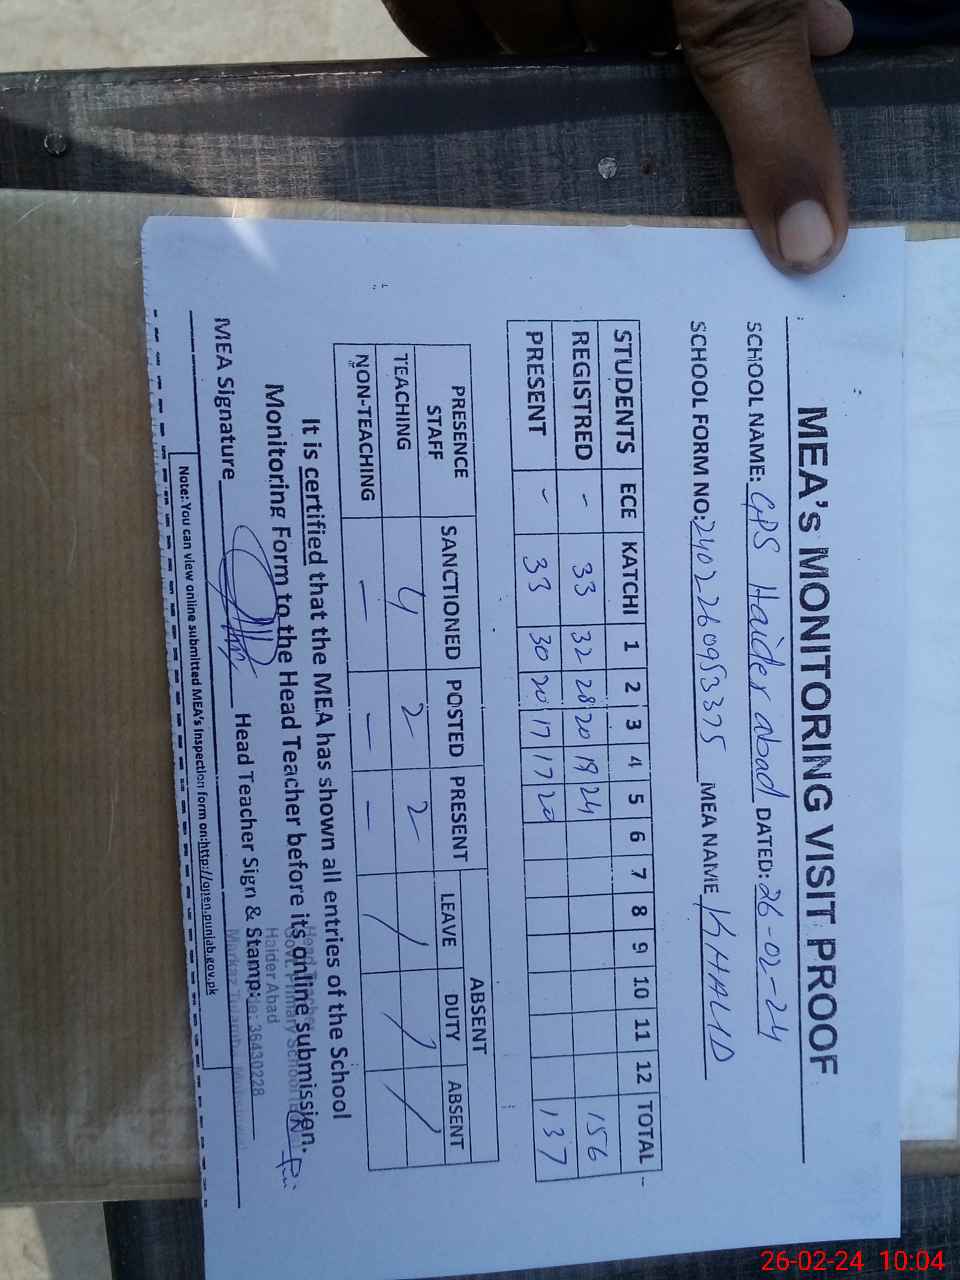 MEA's MONITORING VISIT PROOF
SCHOOL NAME: GPS Haider abad DATED: 26-02-24
SCHOOL FORM NO: 2402260953375 MEA NAME KHALID
STUDENTS ECE KATCHI 1 2 3 4 5 6 7 8 9 10 11 12 TOTAL
REGISTRED - 33 32 28 20 19 24 156
PRESENT - 33 30 20 17 17 20 137
PRESENCE STAFF SANCTIONED POSTED PRESENT ABSENT
LEAVE DUTY ABSENT
TEACHING 4 2 2 / / /
NON-TEACHING - - -
It is certified that the MEA has shown all entries of the School
Monitoring Form to the Head Teacher before its online submission.
MEA Signature Head Teacher Sign & Stamp:
Head Teacher
Govt. Primary School
Haider Abad
36430228
Markaz Tulamba
Note: You can view online submitted MEA's Inspection form on:http://open.punjab.gov.pk
26-02-24 10:04